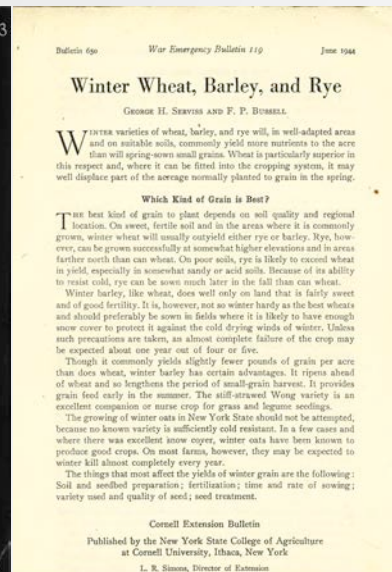 3
Bulletin 650 War Emergency Bulletin 119 June 1944
Winter Wheat, Barley, and Rye
GEORGE H. SERVISS AND F. P. BUSSELL
WINTER varieties of wheat, barley, and rye will, in well-adapted areas
and on suitable soils, commonly yield more nutrients to the acre
than will spring-sown small grains. Wheat is particularly superior in
this respect and, where it can be fitted into the cropping system, it may
well displace part of the acreage normally planted to grain in the spring.
Which Kind of Grain is Best?
THE best kind of grain to plant depends on soil quality and regional
location. On sweet, fertile soil and in the areas where it is commonly
grown, winter wheat will usually outyield either rye or barley. Rye, how-
ever, can be grown successfully at somewhat higher elevations and in areas
farther north than can wheat. On poor soils, rye is likely to exceed wheat
in yield, especially in somewhat sandy or acid soils. Because of its ability
to resist cold, rye can be sown much later in the fall than can wheat.
Winter barley, like wheat, does well only on land that is fairly sweet
and of good fertility. It is, however, not so winter hardy as the best wheats
and should preferably be sown in fields where it is likely to have enough
snow cover to protect it against the cold drying winds of winter. Unless
such precautions are taken, an almost complete failure of the crop may
be expected about one year out of four or five.
Though it commonly yields slightly fewer pounds of grain per acre
than does wheat, winter barley has certain advantages. It ripens ahead
of wheat and so lengthens the period of small-grain harvest. It provides
grain feed early in the summer. The stiff-strawed Wong variety is an
excellent companion or nurse crop for grass and legume seedings.
The growing of winter oats in New York State should not be attempted,
because no known variety is sufficiently cold resistant. In a few cases and
where there was excellent snow cover, winter oats have been known to
produce good crops. On most farms, however, they may be expected to
winter kill almost completely every year.
The things that most affect the yields of winter grain are the following:
Soil and seedbed preparation; fertilization; time and rate of sowing;
variety used and quality of seed; seed treatment.
Cornell Extension Bulletin
Published by the New York State College of Agriculture
at Cornell University, Ithaca, New York
L. R. Simons, Director of Extension